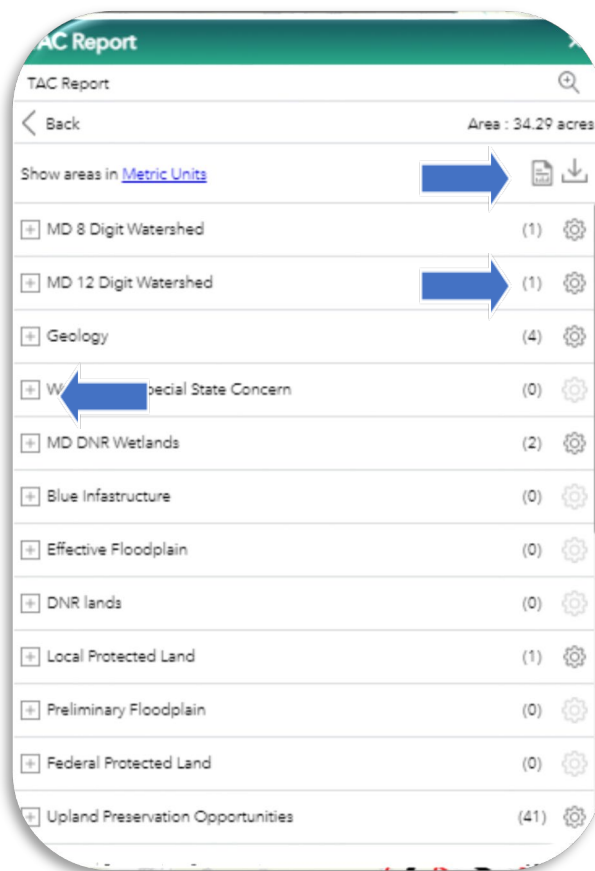 TAC Report
TAC Report
Back Area : 34.29 acres
Show areas in Metric Units
MD 8 Digit Watershed (1)
MD 12 Digit Watershed (1)
Geology (4)
pecial State Concern (0)
MD DNR Wetlands (2)
Blue Infastructure (0)
Effective Floodplain (0)
DNR lands (0)
Local Protected Land (1)
Preliminary Floodplain (0)
Federal Protected Land (0)
Upland Preservation Opportunities (41)